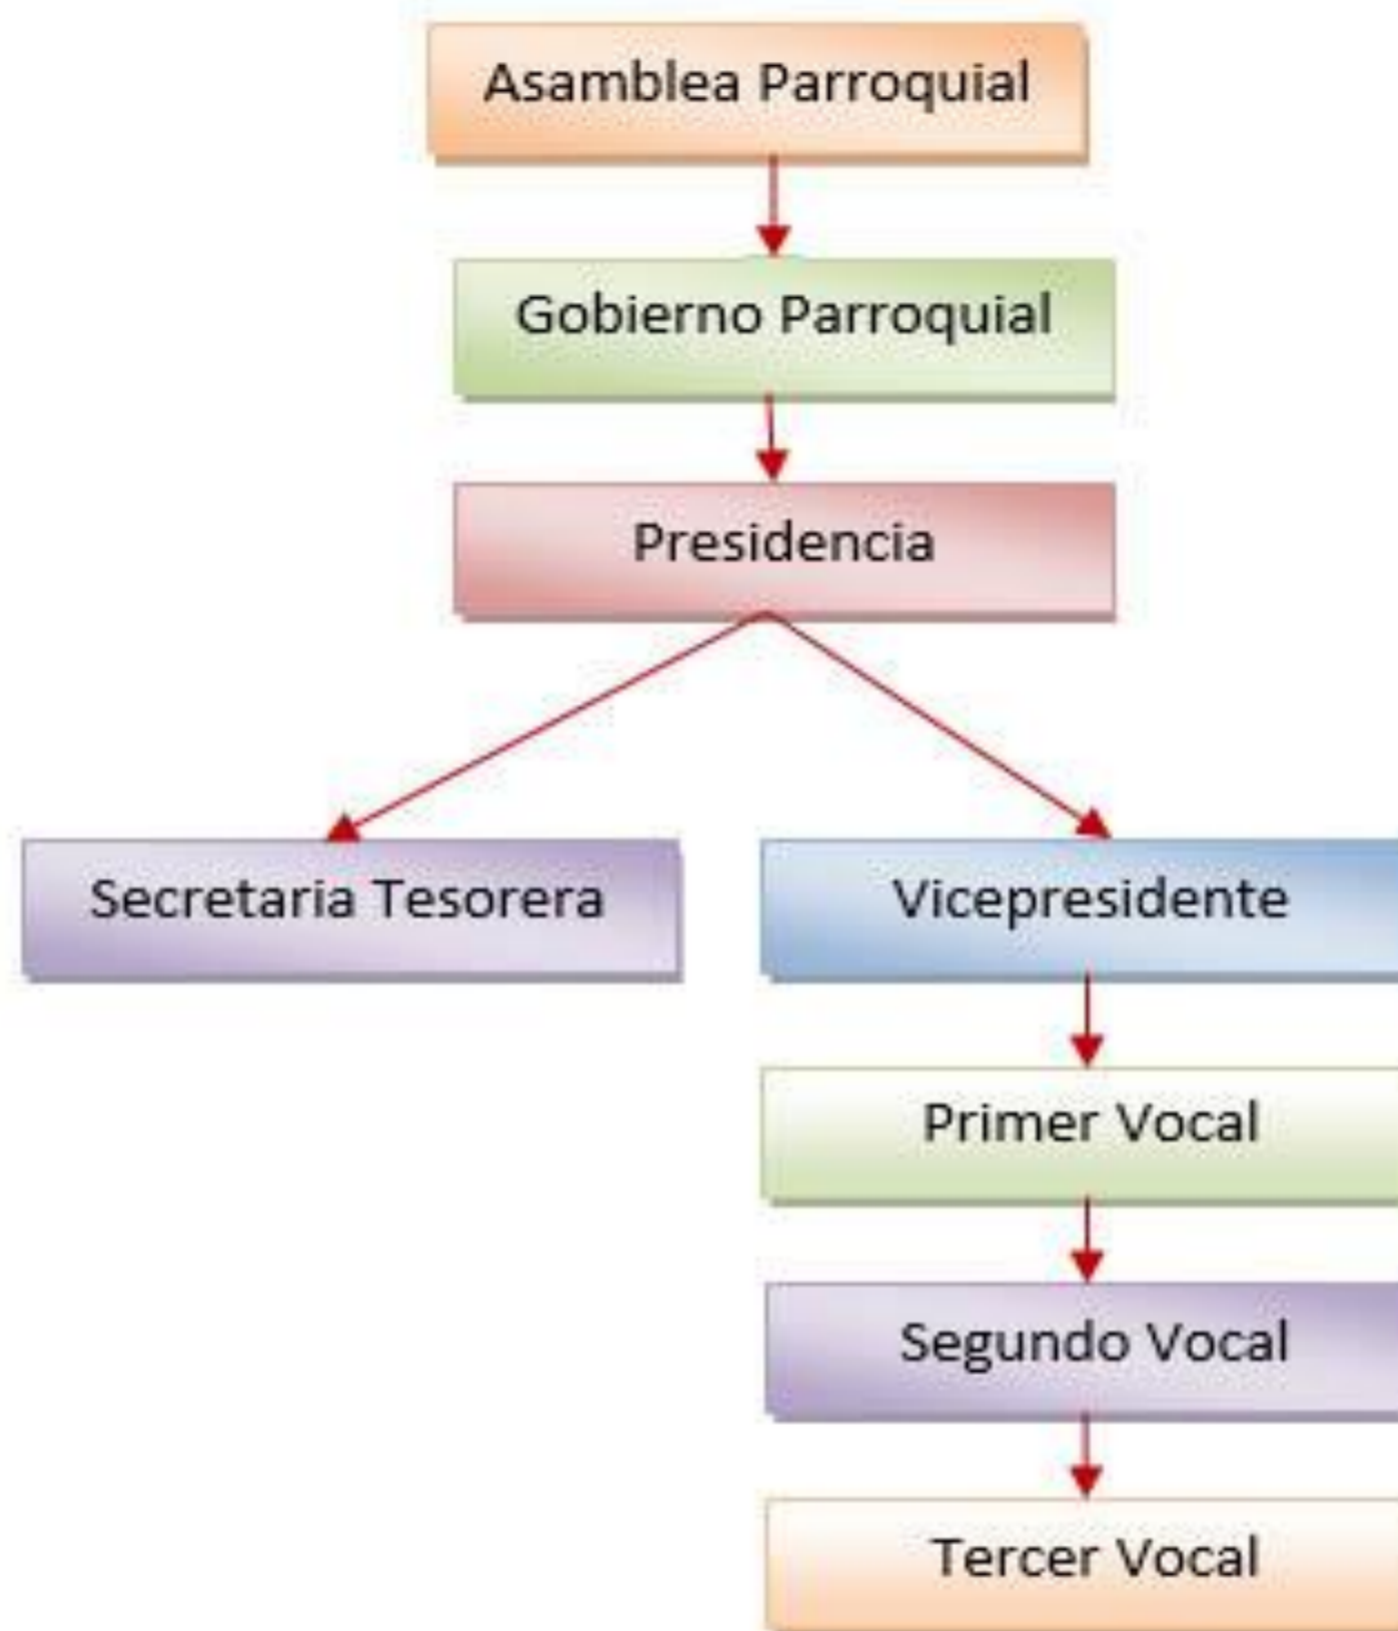 Asamblea Parroquial
Gobierno Parroquial
Presidencia
Secretaria Tesorera
Vicepresidente
Primer Vocal
Segundo Vocal
Tercer Vocal